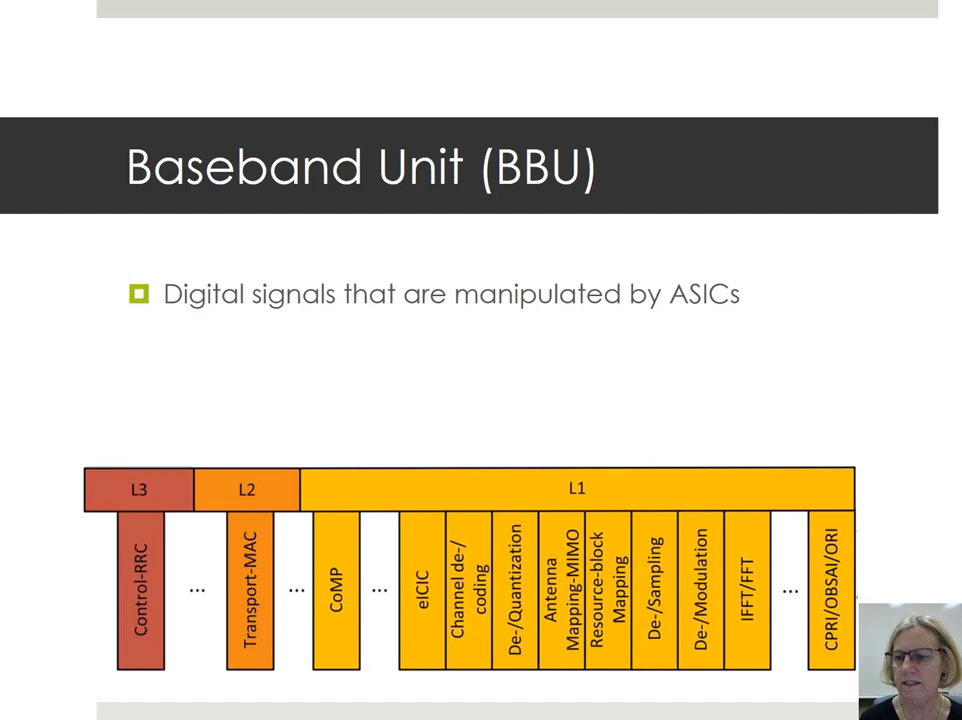 Baseband Unit (BBU)
Digital signals that are manipulated by ASICs
L3
L2
L1
Control-RRC
...
Transport-MAC
...
CoMP
...
eICIC
Channel de-/
coding
De-/Quantization
Antenna
Mapping-MIMO
Resource-block
Mapping
De-/Sampling
De-/Modulation
IFFT/FFT
...
CPRI/OBSAI/ORI